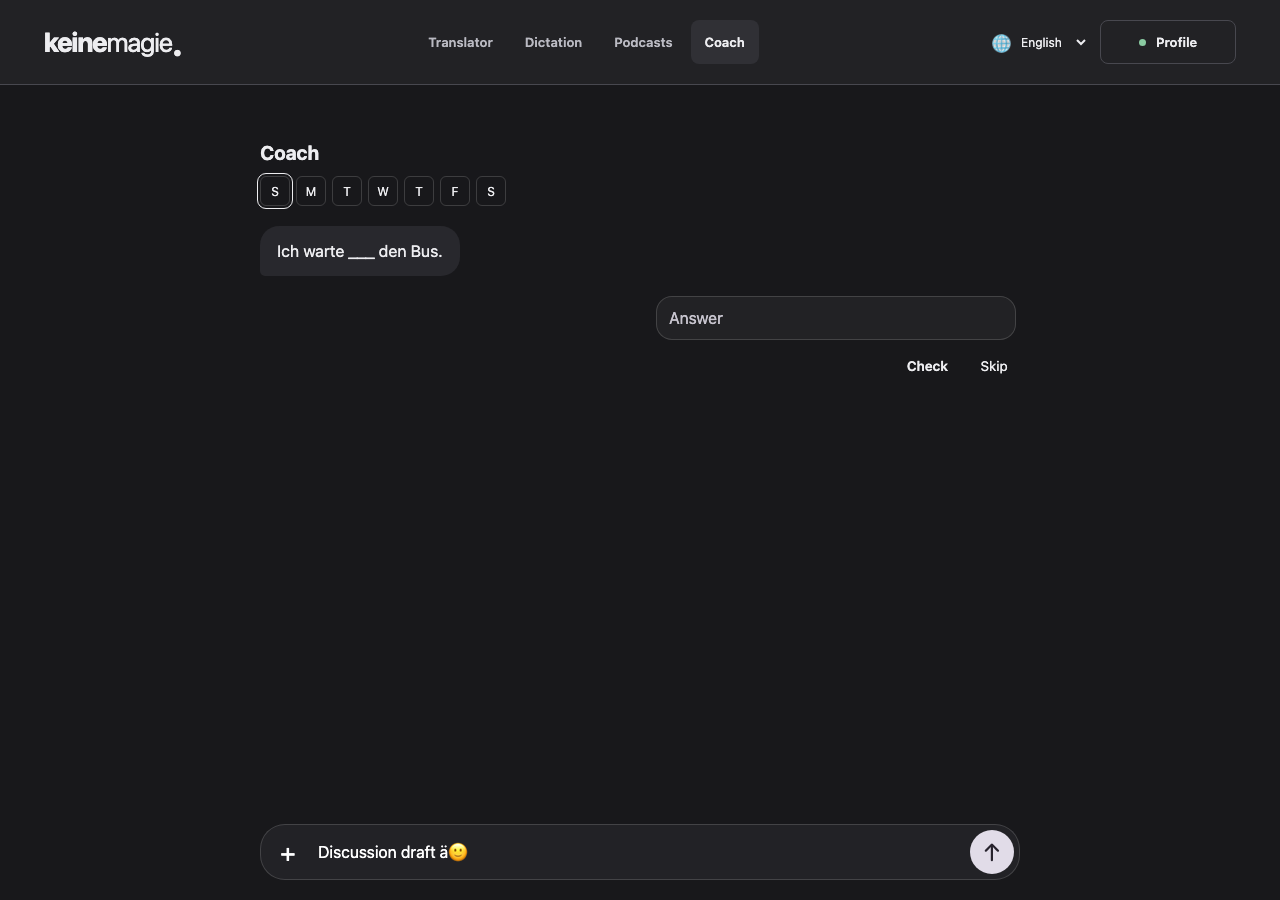 keinemagie.
Translator Dictation Podcasts Coach
English
Profile
Coach
S M T W T F S
Ich warte ___ den Bus.
Answer
Check Skip
+ Discussion draft ä🙂